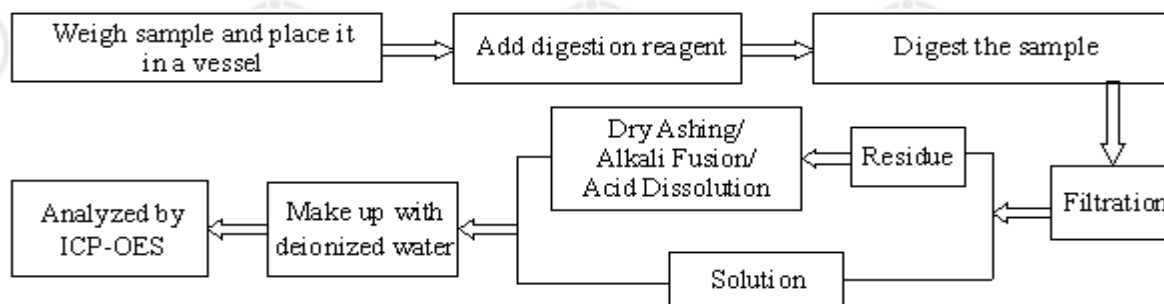 Weigh sample and place it
in a vessel
Add digestion reagent
Digest the sample
Dry Ashing/
Alkali Fusion/
Acid Dissolution
Residue
Filtration
Analyzed by
ICP-OES
Make up with
deionized water
Solution